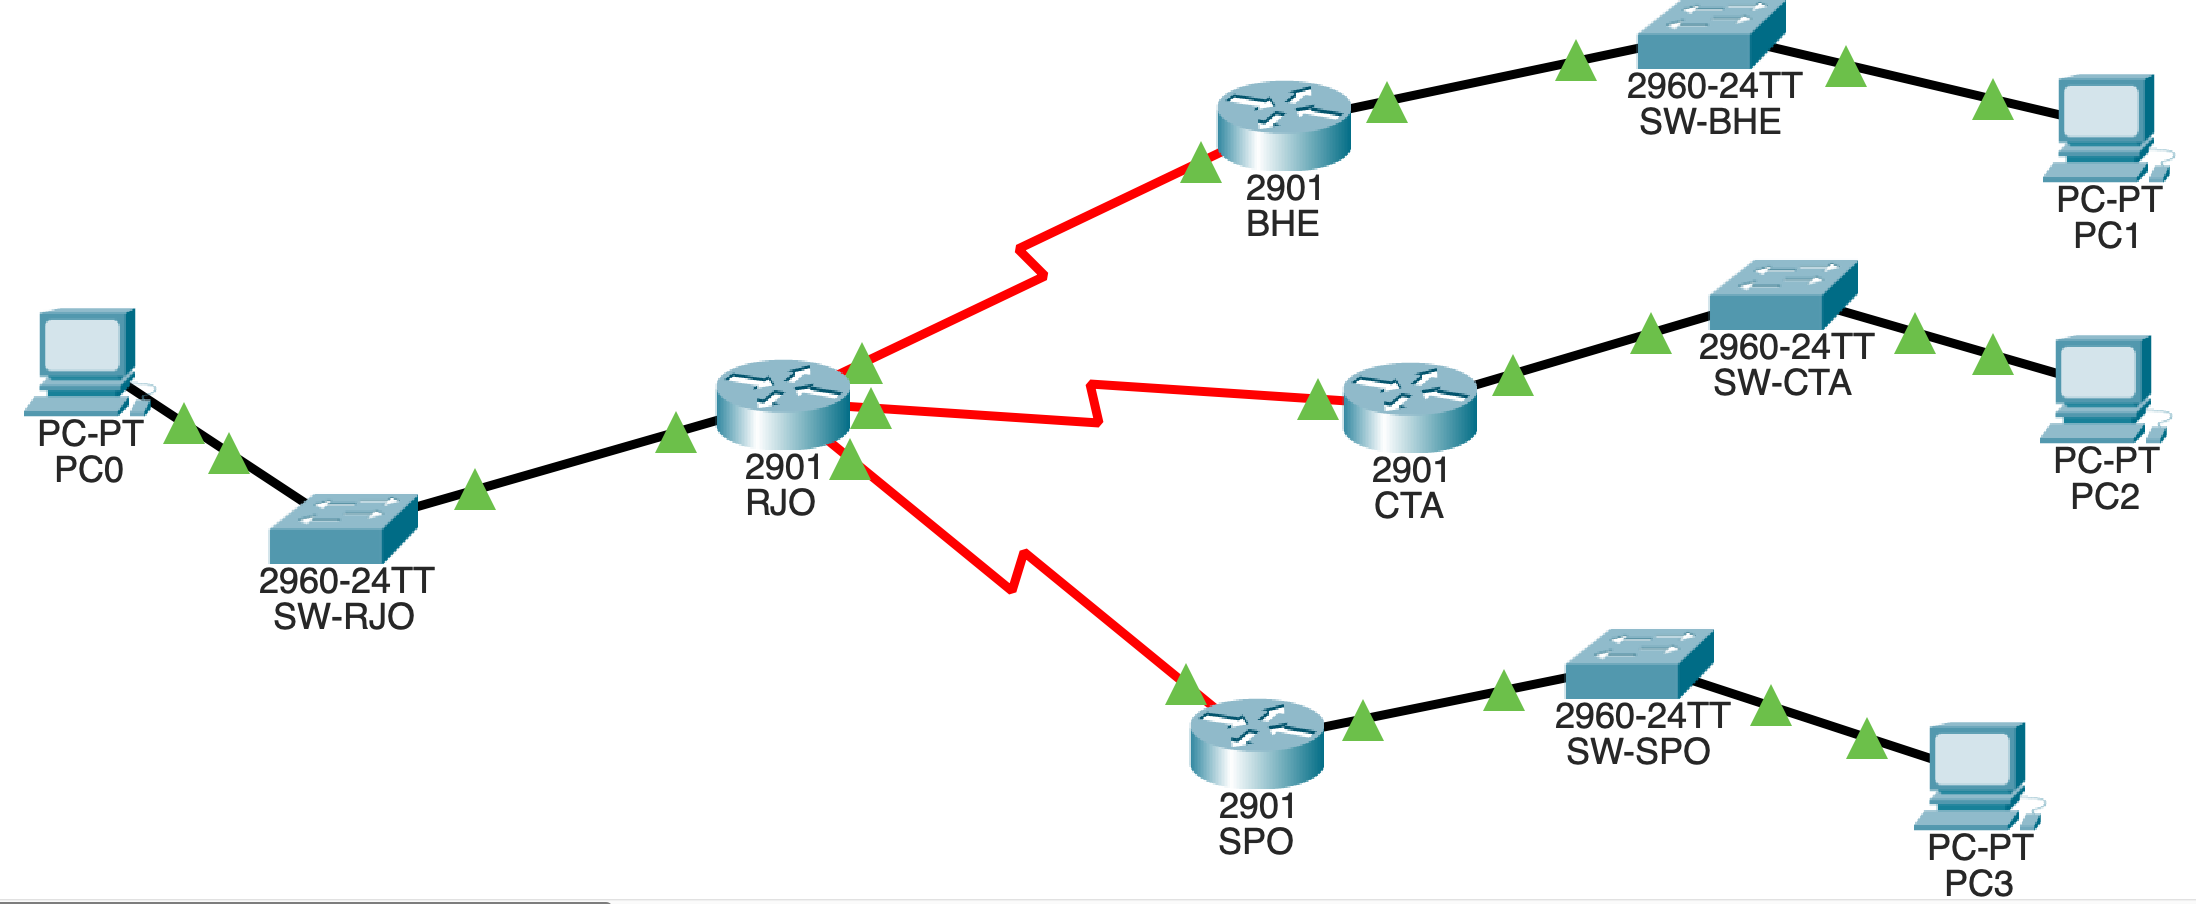 2960-24TT
SW-BHE
PC-PT
PC1
2901
BHE
2960-24TT
SW-CTA
PC-PT
PC2
PC-PT
PC0
2901
RJO
2901
CTA
2960-24TT
SW-RJO
2960-24TT
SW-SPO
2901
SPO
PC-PT
PC3